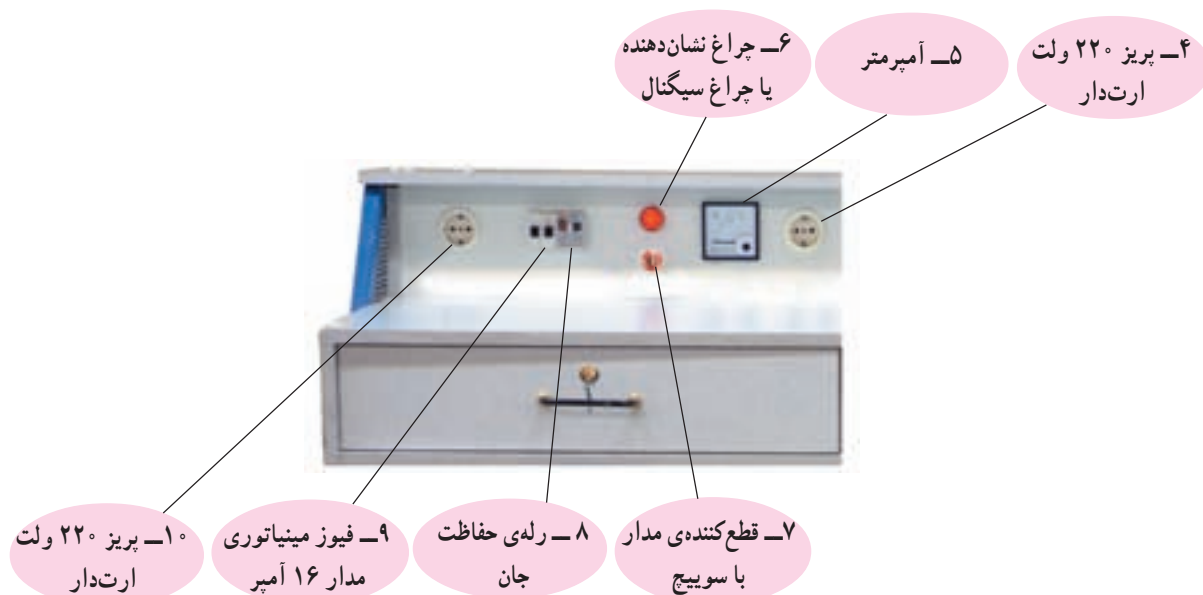 ۴ــ پریز ۲۲۰ ولت
ارت‌دار
۵ــ آمپرمتر
۶ــ چراغ نشان‌دهنده
یا چراغ سیگنال
۷ــ قطع‌کننده‌ی مدار
با سوییچ
۸ ــ رله‌ی حفاظت
جان
۹ــ فیوز مینیاتوری
مدار ۱۶ آمپر
۱۰ــ پریز ۲۲۰ ولت
ارت‌دار